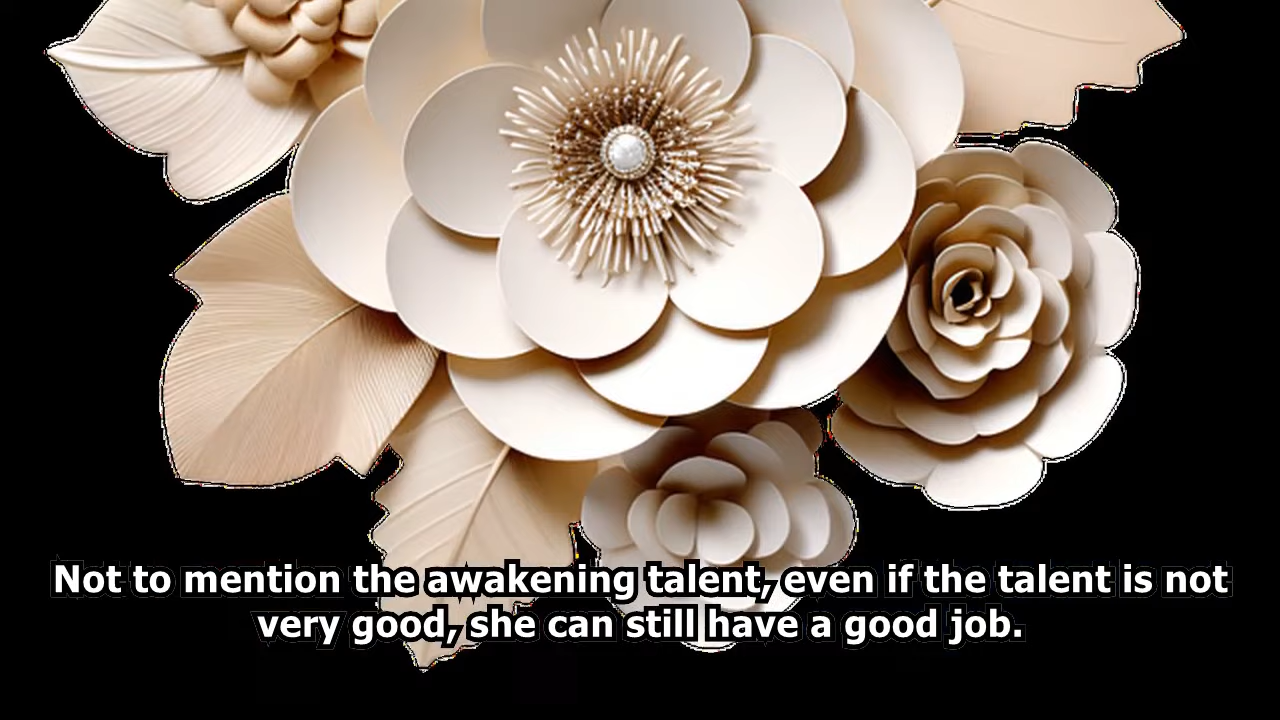 Not to mention the awakening talent, even if the talent is not
very good, she can still have a good job.